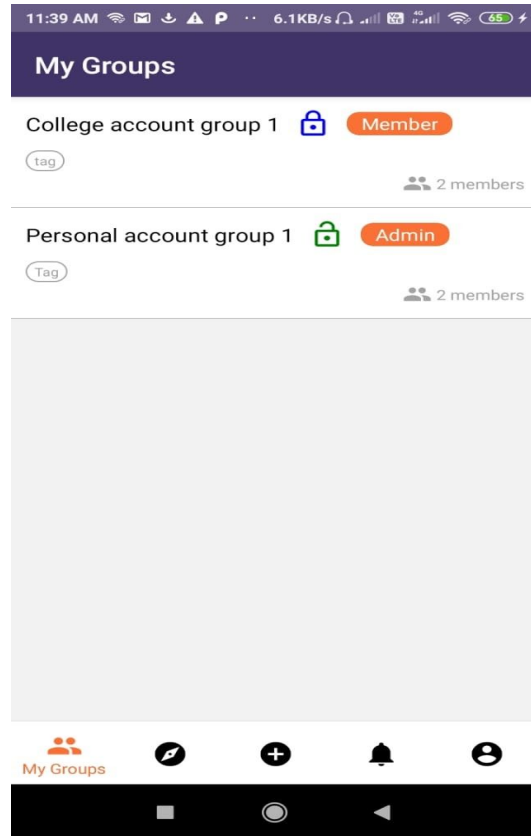 11:39 AM P 6.1KB/s 4G 65
My Groups
College account group 1 Member
tag
2 members
Personal account group 1 Admin
Tag
2 members
My Groups